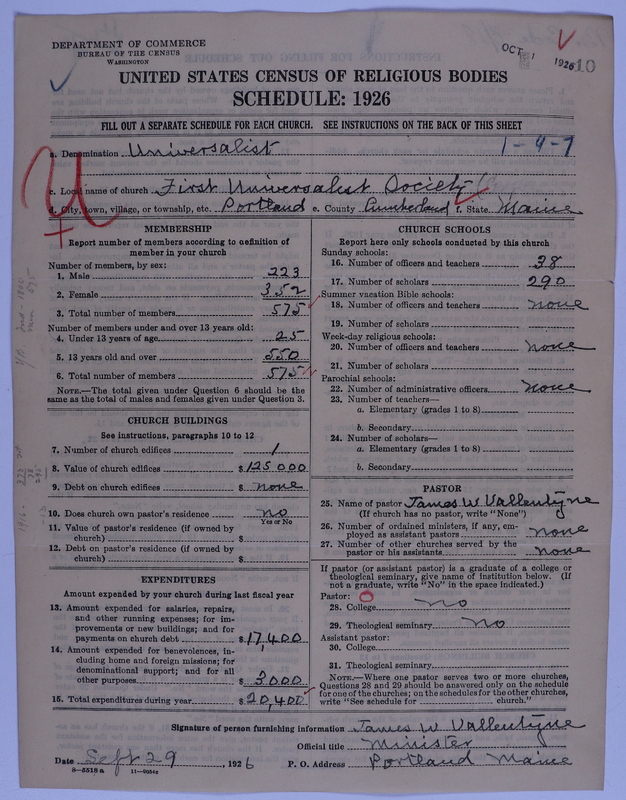 DEPARTMENT OF COMMERCE
BUREAU OF THE CENSUS
WASHINGTON
OCT 1 1926 10
UNITED STATES CENSUS OF RELIGIOUS BODIES
SCHEDULE: 1926
FILL OUT A SEPARATE SCHEDULE FOR EACH CHURCH. SEE INSTRUCTIONS ON THE BACK OF THIS SHEET
a. Denomination Universalist 1-4-7
U
c. Local name of church First Universalist Society
d. City, town, village, or township, etc. Portland e. County Cumberland f. State Maine
MEMBERSHIP
Report number of members according to definition of
member in your church
Number of members, by sex:
1. Male 223
2. Female 352
3. Total number of members 575
Number of members under and over 13 years old:
4. Under 13 years of age 25
5. 13 years old and over 550
6. Total number of members 575
NOTE.—The total given under Question 6 should be
same as the total of males and females given under Question 3.
CHURCH BUILDINGS
See instructions, paragraphs 10 to 12
7. Number of church edifices 1
8. Value of church edifices $125000
9. Debt on church edifices $ none
10. Does church own pastor's residence? no
Yes or No
11. Value of pastor's residence (if owned by
church) $
12. Debt on pastor's residence (if owned by
church) $
EXPENDITURES
Amount expended by your church during last fiscal year
13. Amount expended for salaries, repairs,
and other running expenses; for im-
provements or new buildings; and for
payments on church debt $17,400
14. Amount expended for benevolences, in-
cluding home and foreign missions; for
denominational support; and for all
other purposes $3000
15. Total expenditures during year $20,400
CHURCH SCHOOLS
Report here only schools conducted by this church
Sunday schools:
16. Number of officers and teachers 38
17. Number of scholars 290
Summer vacation Bible schools:
18. Number of officers and teachers none
19. Number of scholars
Week-day religious schools:
20. Number of officers and teachers none
21. Number of scholars
Parochial schools:
22. Number of administrative officers none
23. Number of teachers—
a. Elementary (grades 1 to 8)
b. Secondary
24. Number of scholars—
a. Elementary (grades 1 to 8)
b. Secondary
PASTOR
25. Name of pastor James W Vallentyne
(If church has no pastor, write "None")
26. Number of ordained ministers, if any, em-
ployed as assistant pastors none
27. Number of other churches served by the
pastor or his assistants none
If pastor (or assistant pastor) is a graduate of a college or
theological seminary, give name of institution below. (If
not a graduate, write "No" in the space indicated.)
Pastor: O
28. College no
29. Theological seminary no
Assistant pastor:
30. College
31. Theological seminary
NOTE.—Where one pastor serves two or more churches,
Questions 28 and 29 should be answered only on the schedule
for one of the churches; on the schedules for the other churches,
write "See schedule for church."
Signature of person furnishing information James W Vallentyne
Official title Minister
Date Sept 29, 1926 P. O. Address Portland Maine
8—5518 a 11—9054a